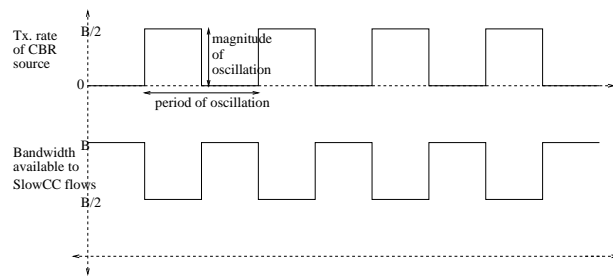 Tx. rate
of CBR
source
B/2
magnitude
of
oscillation
0
period of oscillation
Bandwidth
available to
SlowCC flows
B
B/2